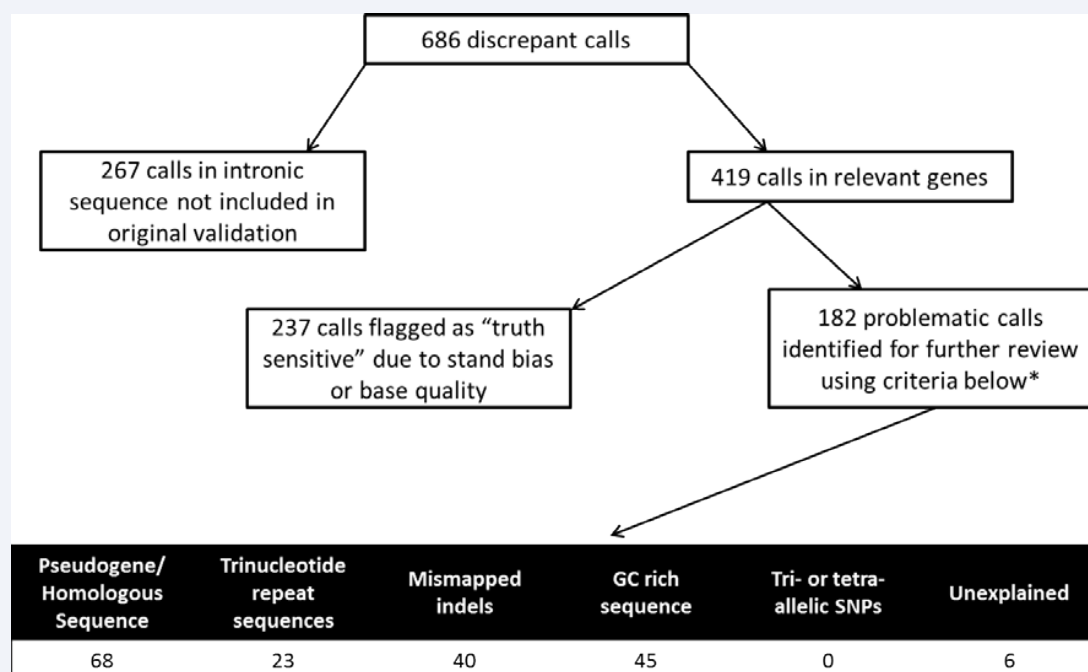 686 discrepant calls
267 calls in intronic
sequence not included in
original validation
419 calls in relevant genes
237 calls flagged as “truth
sensitive” due to stand bias
or base quality
182 problematic calls
identified for further review
using criteria below*
Pseudogene/
Homologous
Sequence
Trinucleotide
repeat
sequences
Mismapped
indels
GC rich
sequence
Tri- or tetra-
allelic SNPs
Unexplained
68 23 40 45 0 6